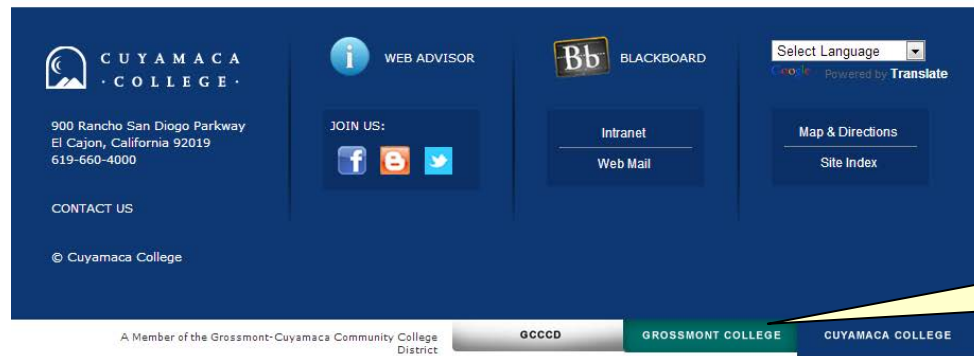 CUYAMACA
·COLLEGE·
900 Rancho San Diogo Parkway
El Cajon, California 92019
619-660-4000
CONTACT US
© Cuyamaca College
i WEB ADVISOR
JOIN US:
Bb BLACKBOARD
Intranet
Web Mail
Select Language
Google Powered by Translate
Map & Directions
Site Index
A Member of the Grossmont-Cuyamaca Community College
District
GCCCD
GROSSMONT COLLEGE
CUYAMACA COLLEGE